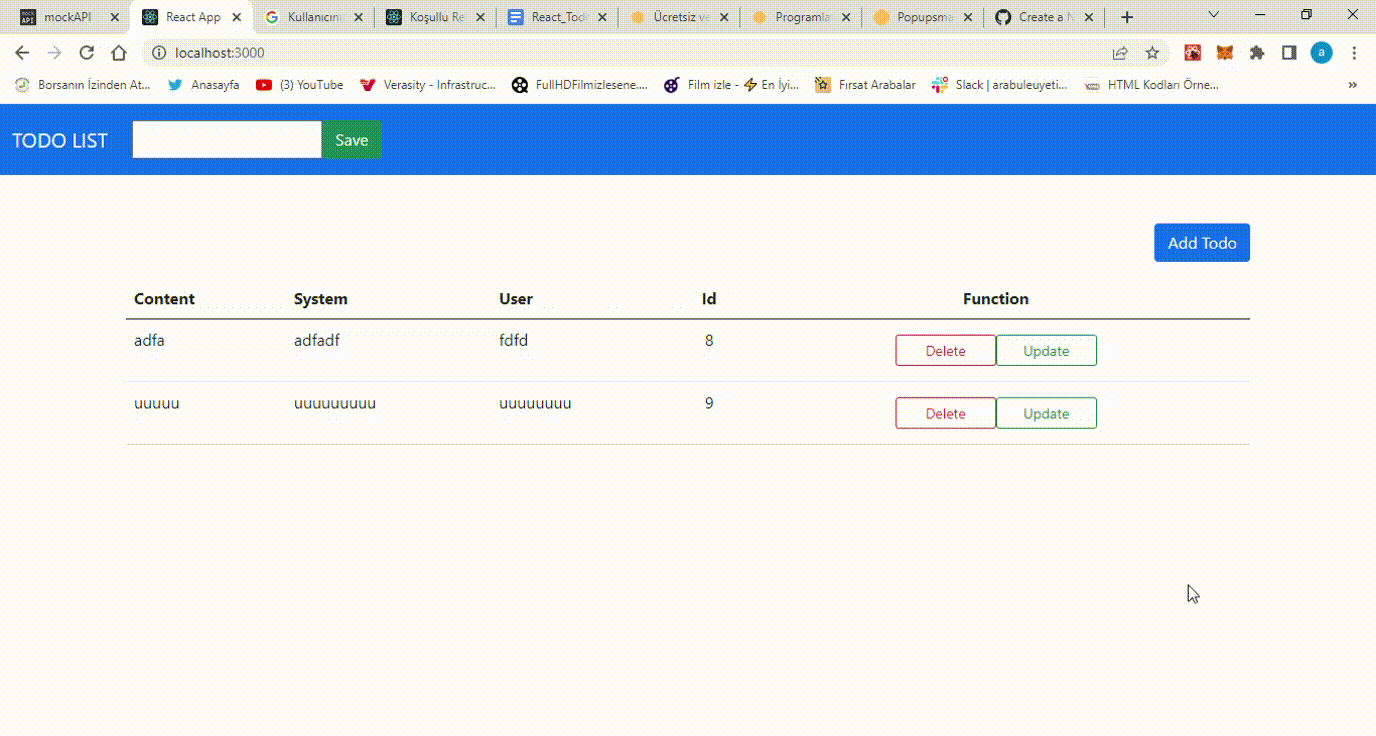 mockAPI React App Kullanıcını Koşullu Re React_Tod Ücretsiz ve Programla Popupsma Create a N
localhost:3000 a
Borsanın İzinden At... Anasayfa (3) YouTube Verasity - Infrastruc... FullHDFilmizlesene.... Film izle - ⚡ En İyi... Fırsat Arabalar Slack | arabuleuyeti... HTML Kodları Örne... »
TODO LIST Save
Add Todo
Content System User Id Function
adfa adfadf fdfd 8 Delete Update
uuuuu uuuuuuuuu uuuuuuuu 9 Delete Update